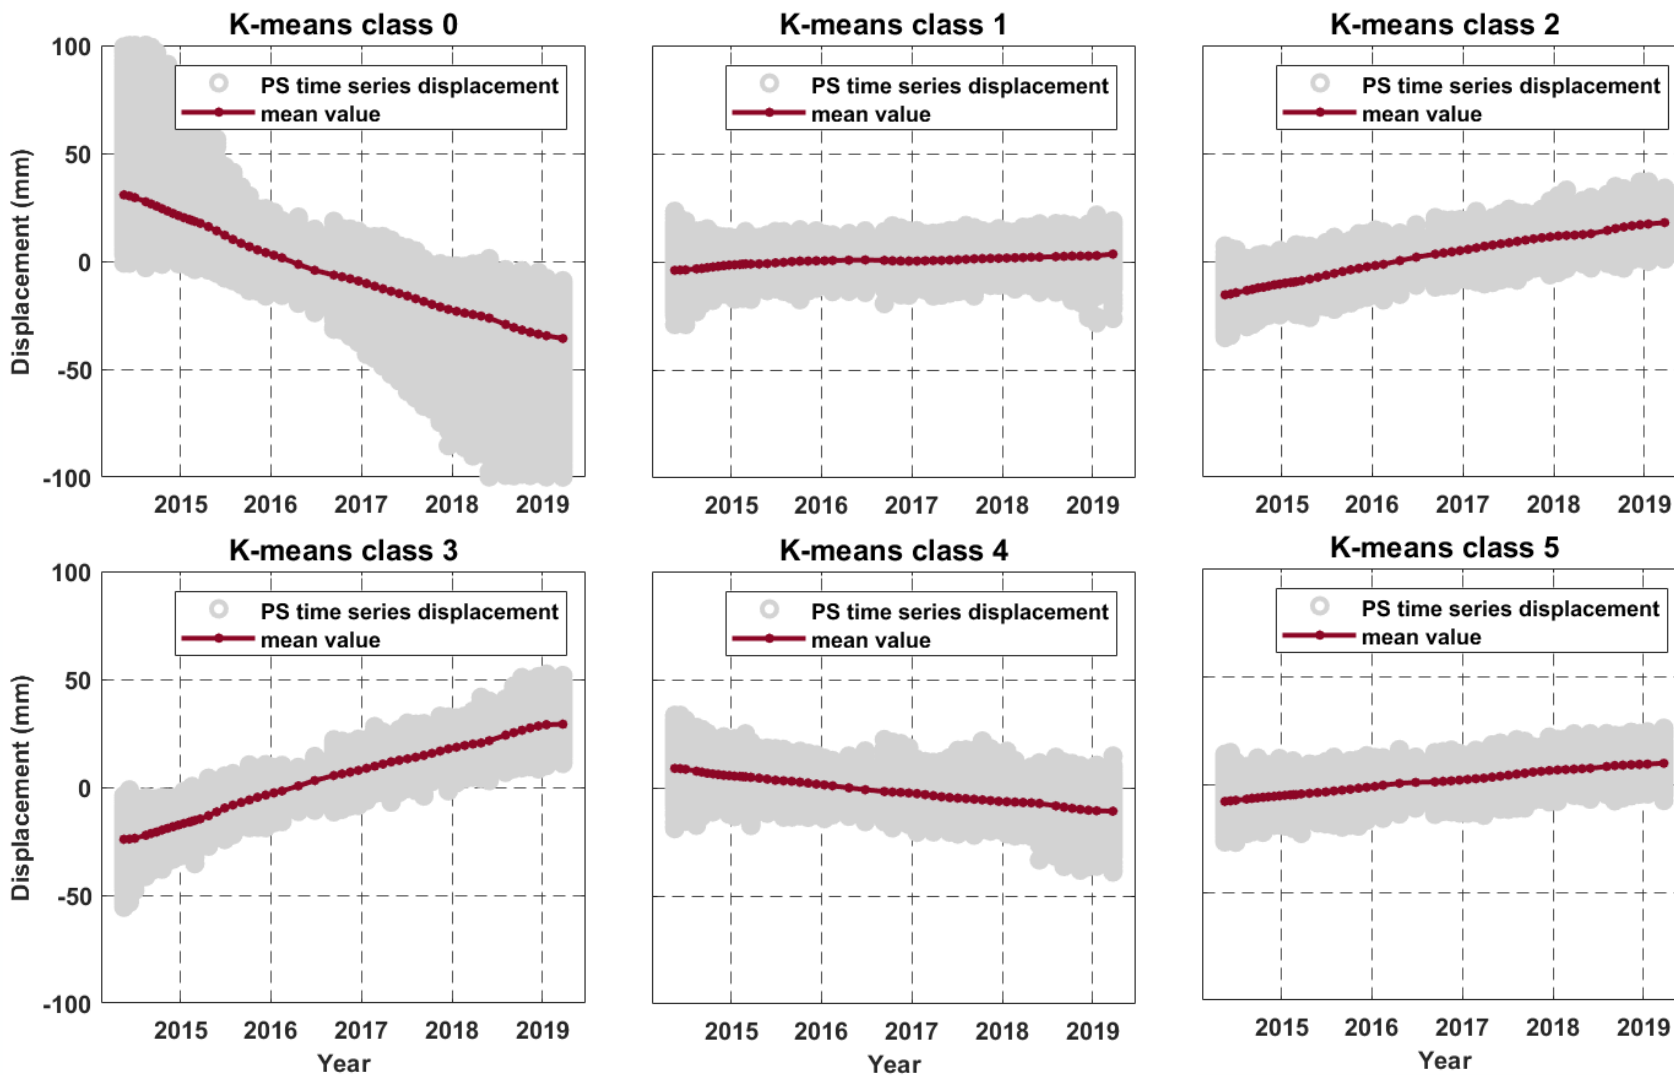 K-means class 0
K-means class 1
K-means class 2
Displacement (mm)
100
50
0
-50
-100
PS time series displacement
mean value
2015 2016 2017 2018 2019
PS time series displacement
mean value
2015 2016 2017 2018 2019
PS time series displacement
mean value
2015 2016 2017 2018 2019
K-means class 3
K-means class 4
K-means class 5
Displacement (mm)
100
50
0
-50
-100
PS time series displacement
mean value
2015 2016 2017 2018 2019
Year
PS time series displacement
mean value
2015 2016 2017 2018 2019
Year
PS time series displacement
mean value
2015 2016 2017 2018 2019
Year